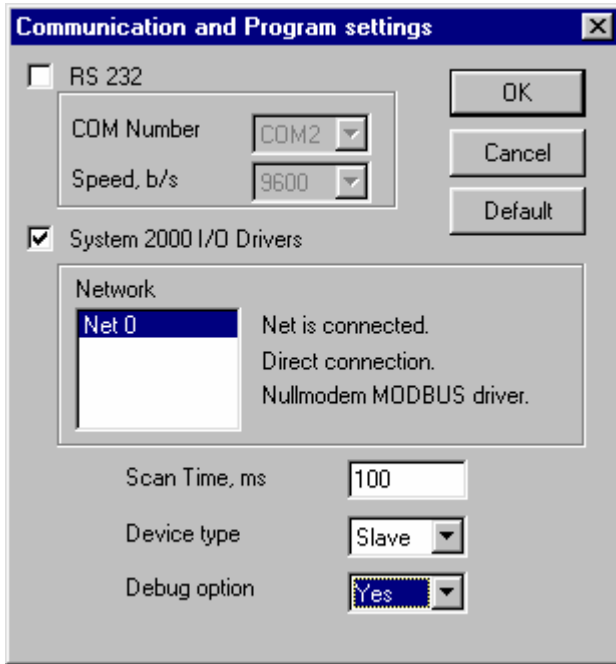 Communication and Program settings
RS 232
COM Number COM2
Speed, b/s 9600
OK
Cancel
Default
System 2000 I/O Drivers
Network
Net 0
Net is connected.
Direct connection.
Nullmodem MODBUS driver.
Scan Time, ms 100
Device type Slave
Debug option Yes